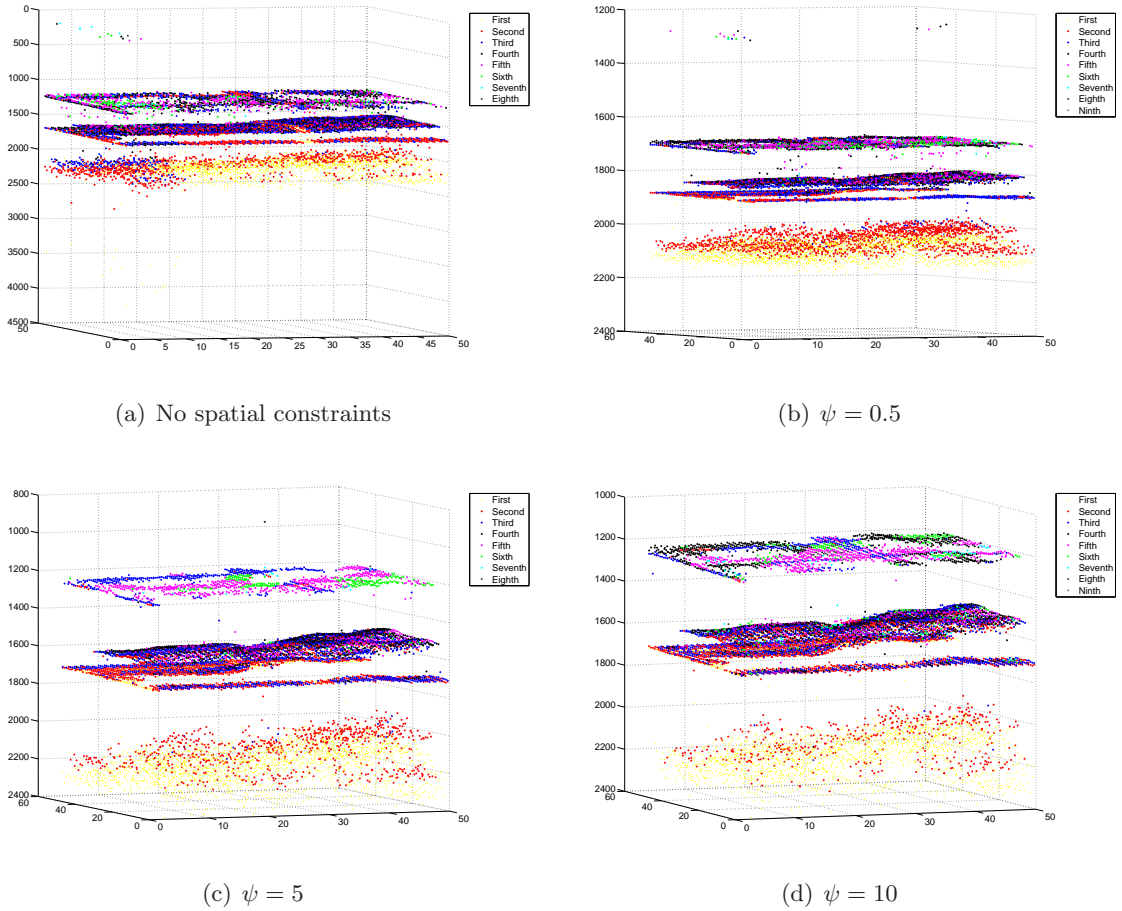 0
500
1000
1500
2000
2500
3000
3500
4000
4500
50
0
0
5
10
15
20
25
30
35
40
45
50
First
Second
Third
Fourth
Fifth
Sixth
Seventh
Eighth
(a) No spatial constraints
1200
1400
1600
1800
2000
2200
2400
60
40
20
0
0
10
20
30
40
50
First
Second
Third
Fourth
Fifth
Sixth
Seventh
Eighth
Ninth
(b) ψ = 0.5
800
1000
1200
1400
1600
1800
2000
2200
2400
60
40
20
0
0
10
20
30
40
50
First
Second
Third
Fourth
Fifth
Sixth
Seventh
Eighth
(c) ψ = 5
1000
1200
1400
1600
1800
2000
2200
2400
60
40
20
0
0
10
20
30
40
50
First
Second
Third
Fourth
Fifth
Sixth
Seventh
Eighth
Ninth
(d) ψ = 10